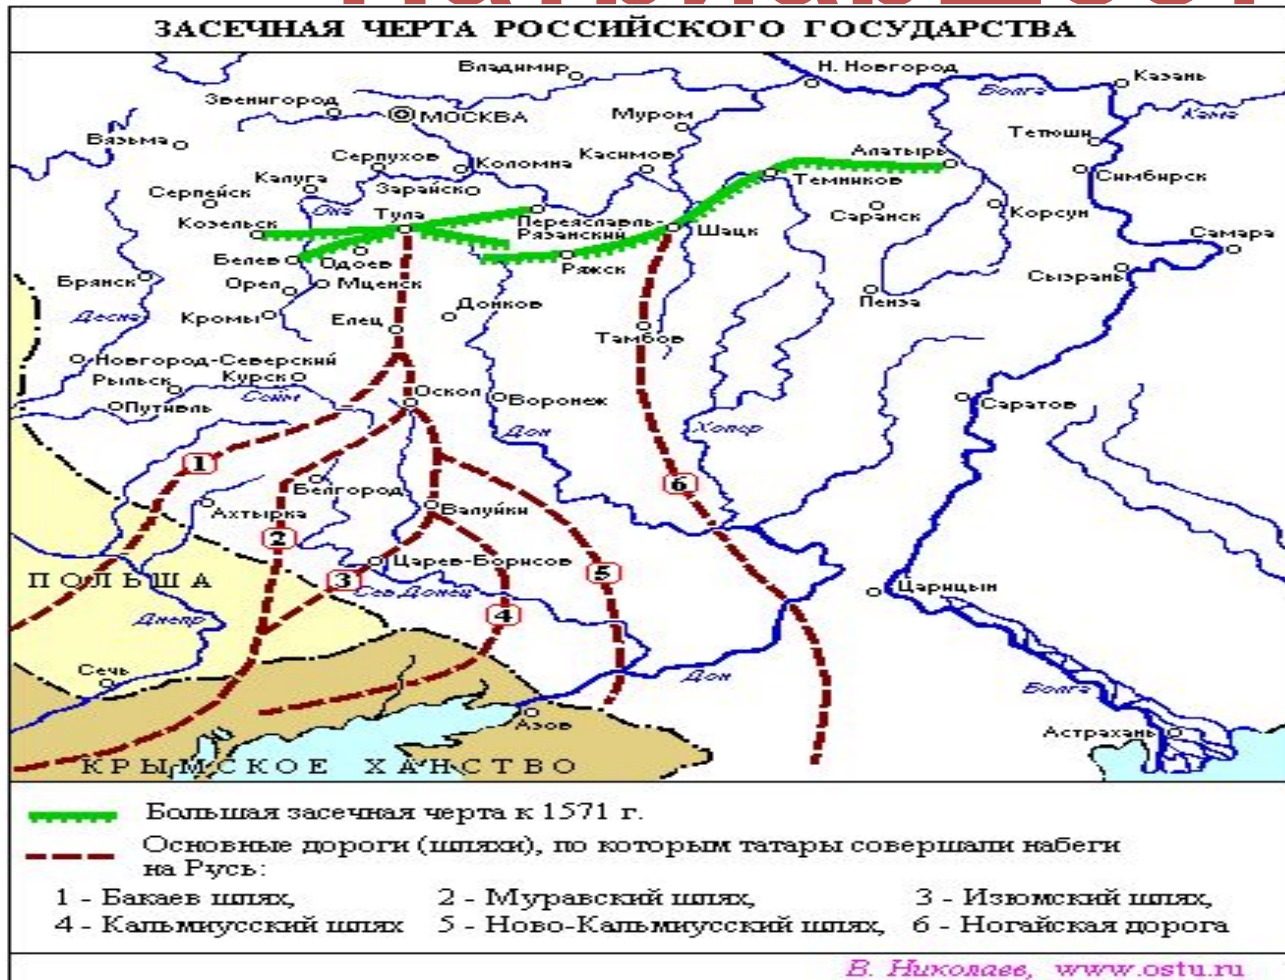 ЗАСЕЧНАЯ ЧЕРТА РОССИЙСКОГО ГОСУДАРСТВА
Владимир
Н. Новгород
Казань
Волга
Кама
Звенигород
МОСКВА
Муром
Тетюши
Вязьма
Серпухов
Коломна
Касимов
Алатырь
Симбирск
Калуга
Зарайск
Темников
Серпейск
Ока
Тула
Переяславль-
Рязанский
Саранск
Корсун
Козельск
Шацк
Самара
Белев
Одоев
Ряжск
Сызрань
Брянск
Орел
Мценск
Пенза
Десна
Кромы
Елец
Донков
Тамбов
Новгород-Северский
Рыльск
Курск
Сейм
Оскол
Воронеж
Саратов
Путивль
Дон
Хопер
1
6
Белгород
Ахтырка
Валуйки
2
Царев-Борисов
5
ПОЛЬША
3
Сев Донец
Царицын
4
Днепр
Сечь
Дон
Волга
Азов
Астрахань
КРЫМСКОЕ ХАНСТВО
Большая засечная черта к 1571 г.
Основные дороги (шляхи), по которым татары совершали набеги
на Русь:
1 - Бакаев шлях, 2 - Муравский шлях, 3 - Изюмский шлях,
4 - Кальмиусский шлях 5 - Ново-Кальмиусский шлях, 6 - Ногайская дорога
В. Николаев, www.ostu.ru